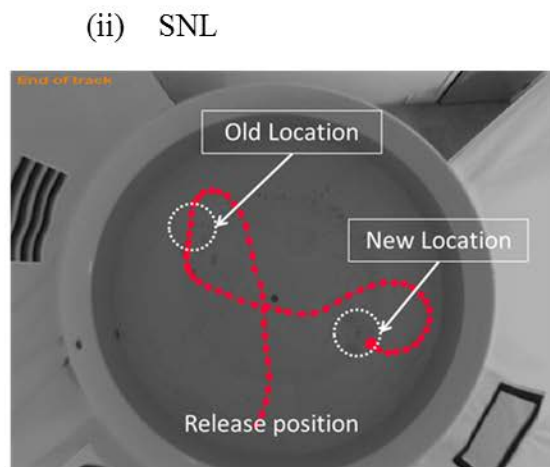 (ii) SNL
End of track
Old Location
New Location
Release position